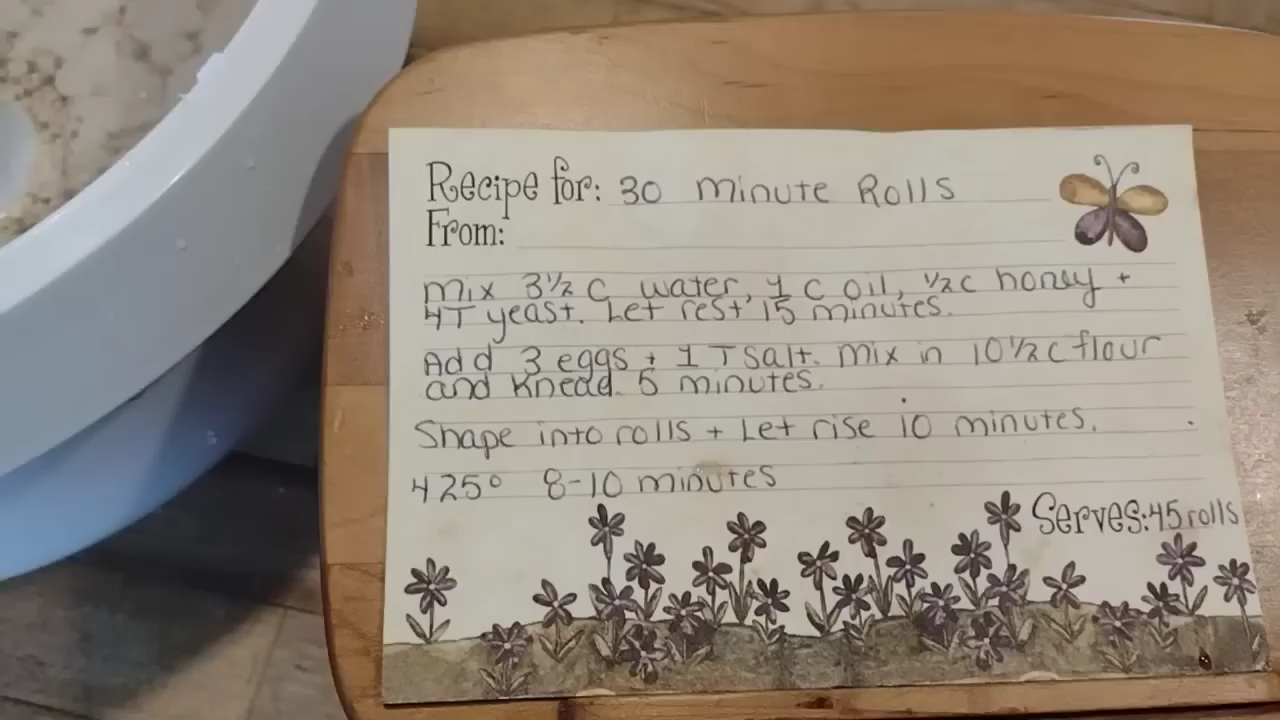 Recipe for: 30 minute Rolls
From:
mix 3½ c water, 1 c oil, ½c honey +
4T yeast. Let rest 15 minutes.
Add 3 eggs + 1 T salt. mix in 10½ c flour
and knead 5 minutes.
Shape into rolls + Let rise 10 minutes.
425° 8-10 minutes
Serves: 45 rolls